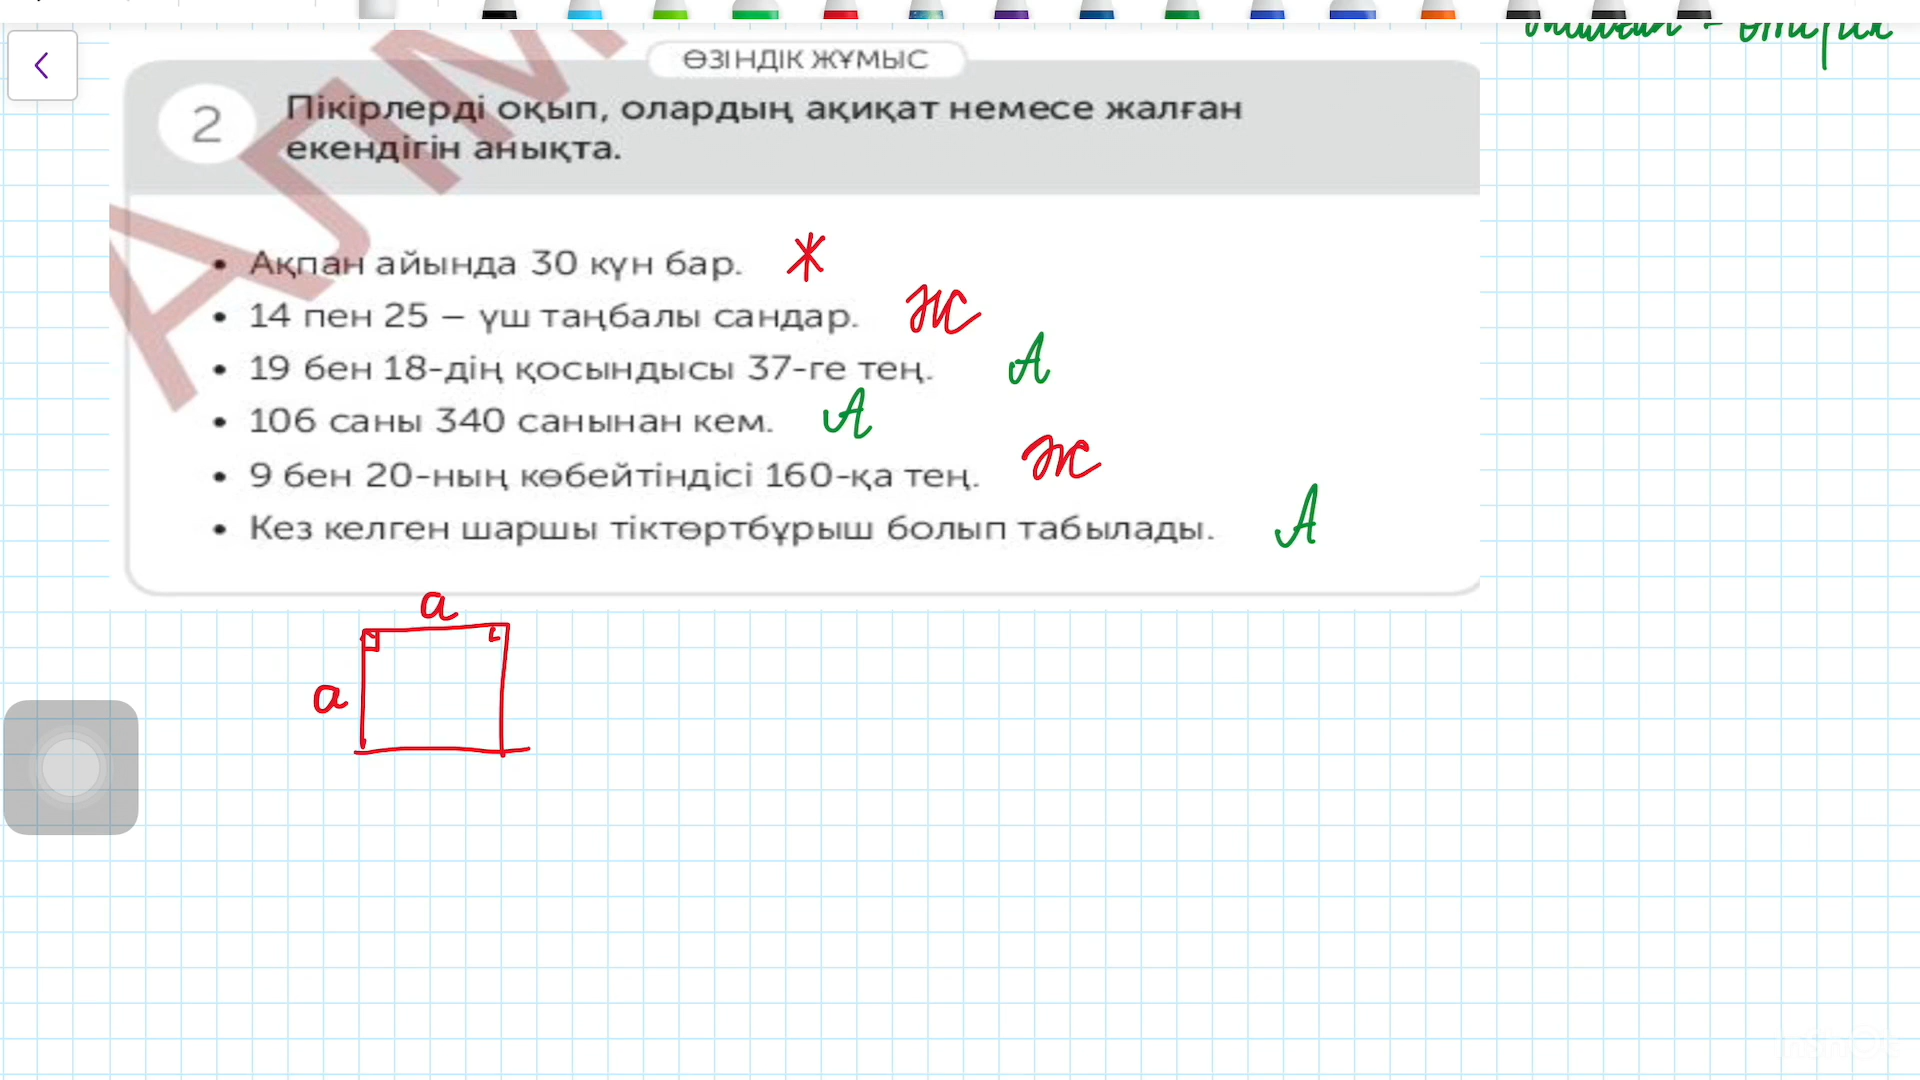 ӨЗІНДІК ЖҰМЫС
2
Пікірлерді оқып, олардың ақиқат немесе жалған
екендігін анықта.
АЛМ
• Ақпан айында 30 күн бар. Ж
• 14 пен 25 – үш таңбалы сандар. Ж
• 19 бен 18-дің қосындысы 37-ге тең. А
• 106 саны 340 санынан кем. А
• 9 бен 20-ның көбейтіндісі 160-қа тең. Ж
• Кез келген шаршы тіктөртбұрыш болып табылады. А
a
a